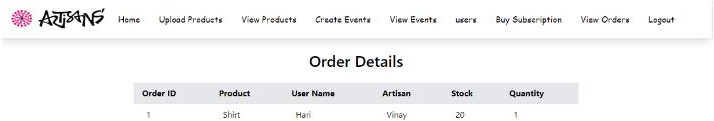 ARTISANS' Home Upload Products View Products Create Events View Events users Buy Subscription View Orders Logout
Order Details
Order ID Product User Name Artisan Stock Quantity
1 Shirt Hari Vinay 20 1